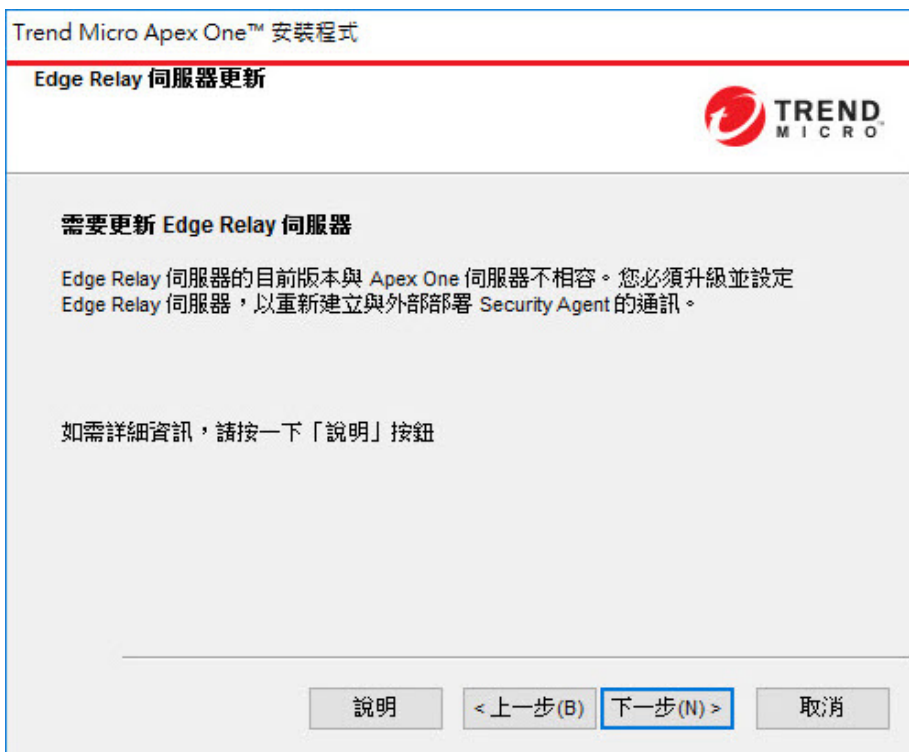 Trend Micro Apex One™ 安裝程式
Edge Relay 伺服器更新
TREND
MICRO™
需要更新 Edge Relay 伺服器
Edge Relay 伺服器的目前版本與 Apex One 伺服器不相容。您必須升級並設定
Edge Relay 伺服器，以重新建立與外部部署 Security Agent 的通訊。
如需詳細資訊，請按一下「說明」按鈕
說明
<上一步(B)
下一步(N) >
取消